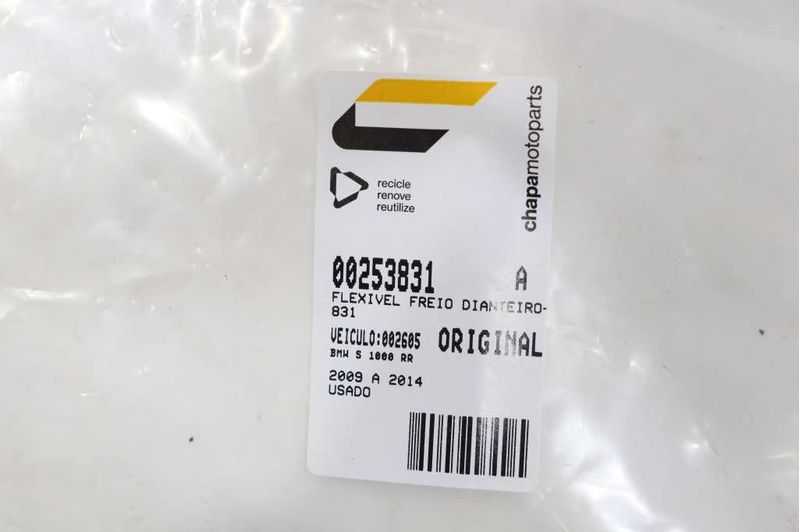 chapamotoparts
recicle
renove
reutilize
00253831 A
FLEXIVEL FREIO DIANTEIRO-
831
VEICULO:002605 ORIGINAL
BMW S 1000 RR
2009 A 2014
USADO